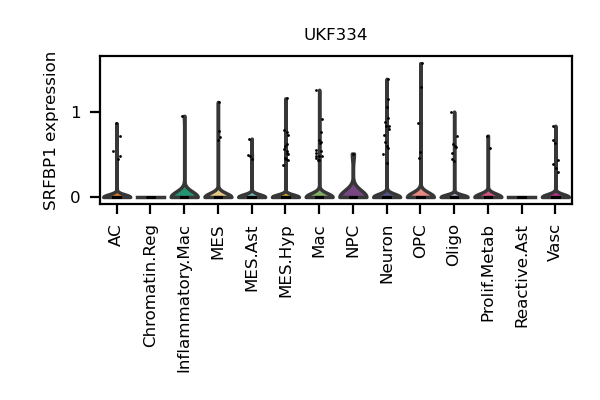 UKF334
SRFBP1 expression
1
0
AC
Chromatin.Reg
Inflammatory.Mac
MES
MES.Ast
MES.Hyp
Mac
NPC
Neuron
OPC
Oligo
Prolif.Metab
Reactive.Ast
Vasc